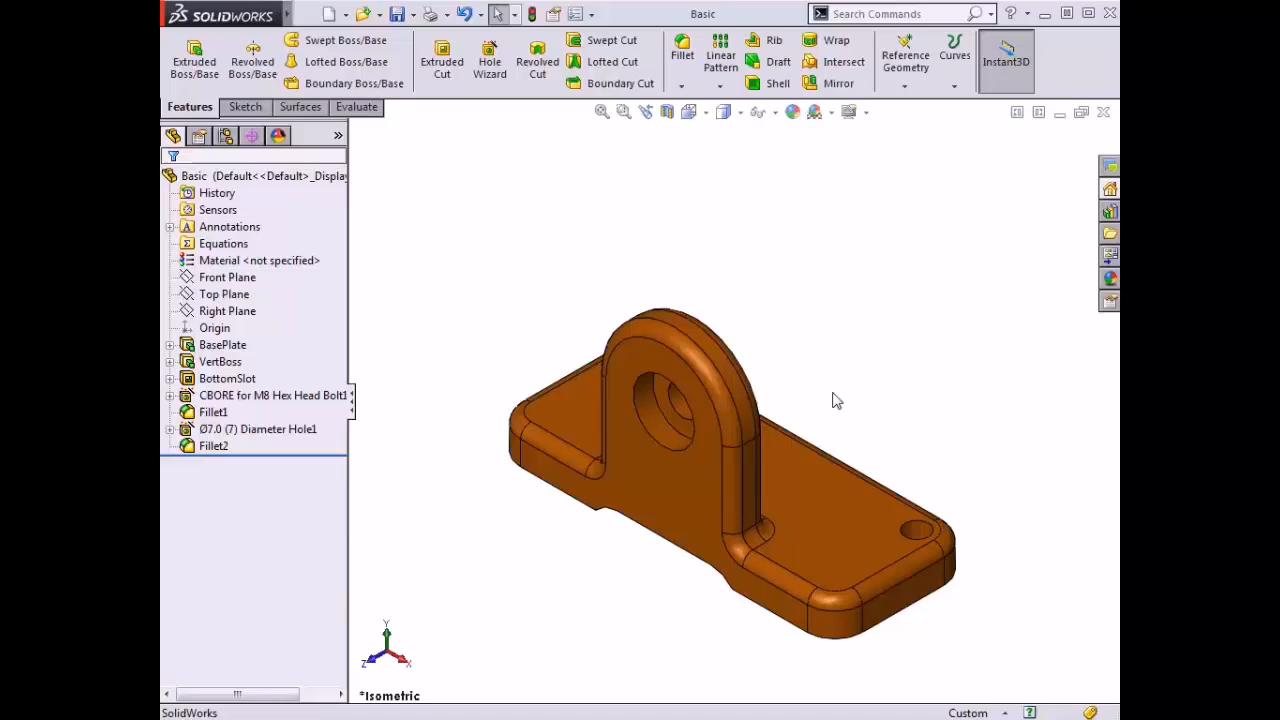 SOLIDWORKS
Basic
Search Commands
Extruded Boss/Base
Revolved Boss/Base
Swept Boss/Base
Lofted Boss/Base
Boundary Boss/Base
Extruded Cut
Hole Wizard
Revolved Cut
Swept Cut
Lofted Cut
Boundary Cut
Fillet
Linear Pattern
Rib
Draft
Shell
Wrap
Intersect
Mirror
Reference Geometry
Curves
Instant3D
Features
Sketch
Surfaces
Evaluate
Basic (Default<<Default>_Display
History
Sensors
Annotations
Equations
Material <not specified>
Front Plane
Top Plane
Right Plane
Origin
BasePlate
VertBoss
BottomSlot
CBORE for M8 Hex Head Bolt1
Fillet1
Ø7.0 (7) Diameter Hole1
Fillet2
Y
Z
X
*Isometric
SolidWorks
Custom